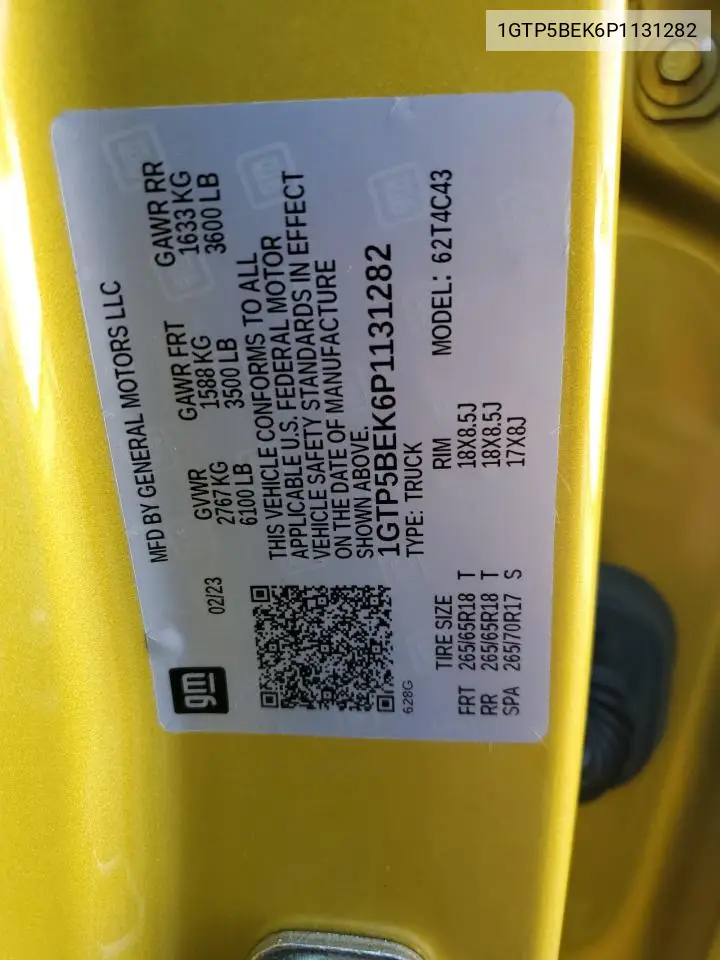 1GTP5BEK6P1131282
gm
02/23
MFD BY GENERAL MOTORS LLC
GVWR GAWR FRT GAWR RR
2767 KG 1588 KG 1633 KG
6100 LB 3500 LB 3600 LB
THIS VEHICLE CONFORMS TO ALL
APPLICABLE U.S. FEDERAL MOTOR
VEHICLE SAFETY STANDARDS IN EFFECT
ON THE DATE OF MANUFACTURE
SHOWN ABOVE.
1GTP5BEK6P1131282
628G
TYPE: TRUCK MODEL: 62T4C43
TIRE SIZE RIM
FRT 265/65R18 T 18X8.5J
RR 265/65R18 T 18X8.5J
SPA 265/70R17 S 17X8J